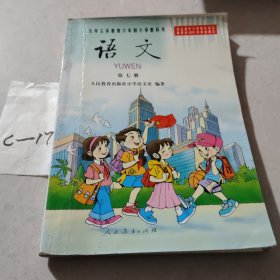 九年义务教育六年制小学教科书
语文
YUWEN
第七册
人民教育出版社小学语文室 编著
C-17
人民教育出版社